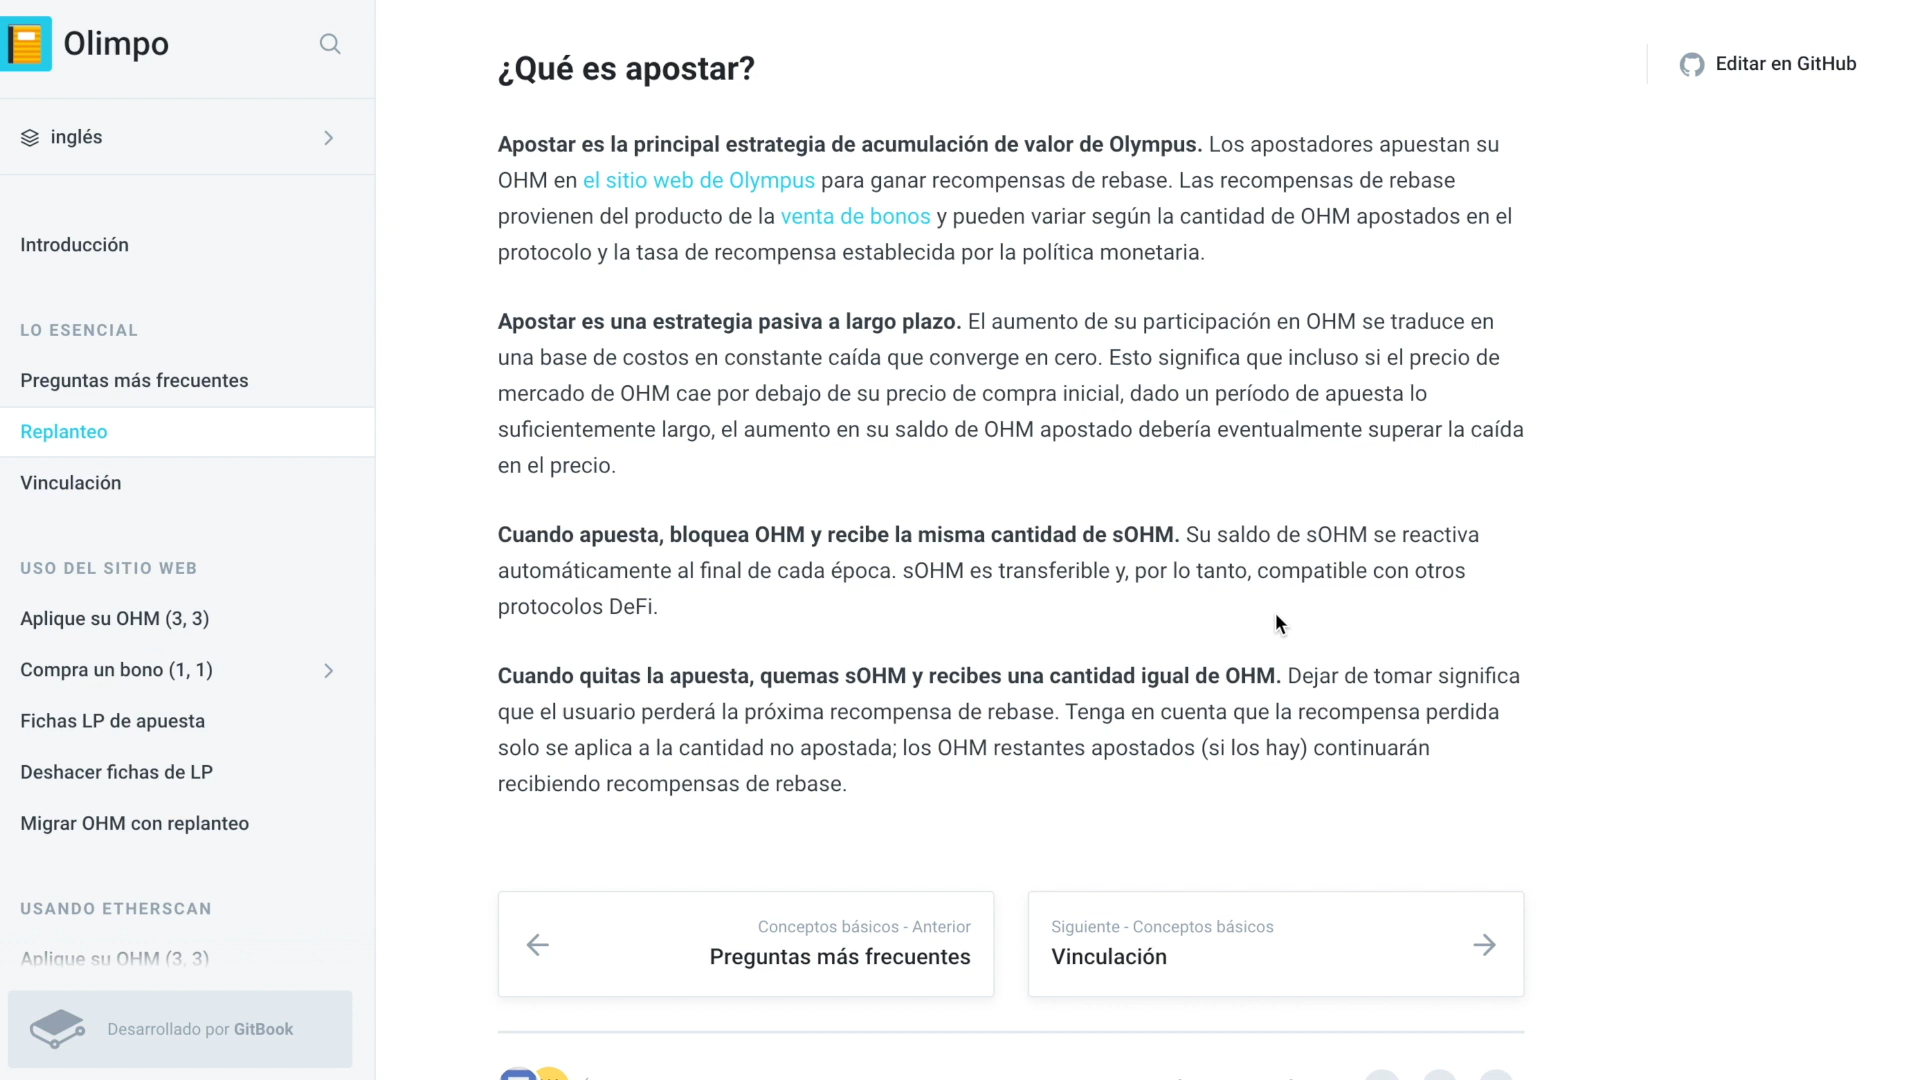 Olimpo
inglés
Introducción
LO ESENCIAL
Preguntas más frecuentes
Replanteo
Vinculación
USO DEL SITIO WEB
Aplique su OHM (3, 3)
Compra un bono (1, 1)
Fichas LP de apuesta
Deshacer fichas de LP
Migrar OHM con replanteo
USANDO ETHERSCAN
Aplique su OHM (3, 3)
Desarrollado por GitBook
¿Qué es apostar?
Editar en GitHub
Apostar es la principal estrategia de acumulación de valor de Olympus. Los apostadores apuestan su
OHM en el sitio web de Olympus para ganar recompensas de rebase. Las recompensas de rebase
provienen del producto de la venta de bonos y pueden variar según la cantidad de OHM apostados en el
protocolo y la tasa de recompensa establecida por la política monetaria.
Apostar es una estrategia pasiva a largo plazo. El aumento de su participación en OHM se traduce en
una base de costos en constante caída que converge en cero. Esto significa que incluso si el precio de
mercado de OHM cae por debajo de su precio de compra inicial, dado un período de apuesta lo
suficientemente largo, el aumento en su saldo de OHM apostado debería eventualmente superar la caída
en el precio.
Cuando apuesta, bloquea OHM y recibe la misma cantidad de sOHM. Su saldo de sOHM se reactiva
automáticamente al final de cada época. sOHM es transferible y, por lo tanto, compatible con otros
protocolos DeFi.
Cuando quitas la apuesta, quemas sOHM y recibes una cantidad igual de OHM. Dejar de tomar significa
que el usuario perderá la próxima recompensa de rebase. Tenga en cuenta que la recompensa perdida
solo se aplica a la cantidad no apostada; los OHM restantes apostados (si los hay) continuarán
recibiendo recompensas de rebase.
Conceptos básicos - Anterior
Preguntas más frecuentes
Siguiente - Conceptos básicos
Vinculación